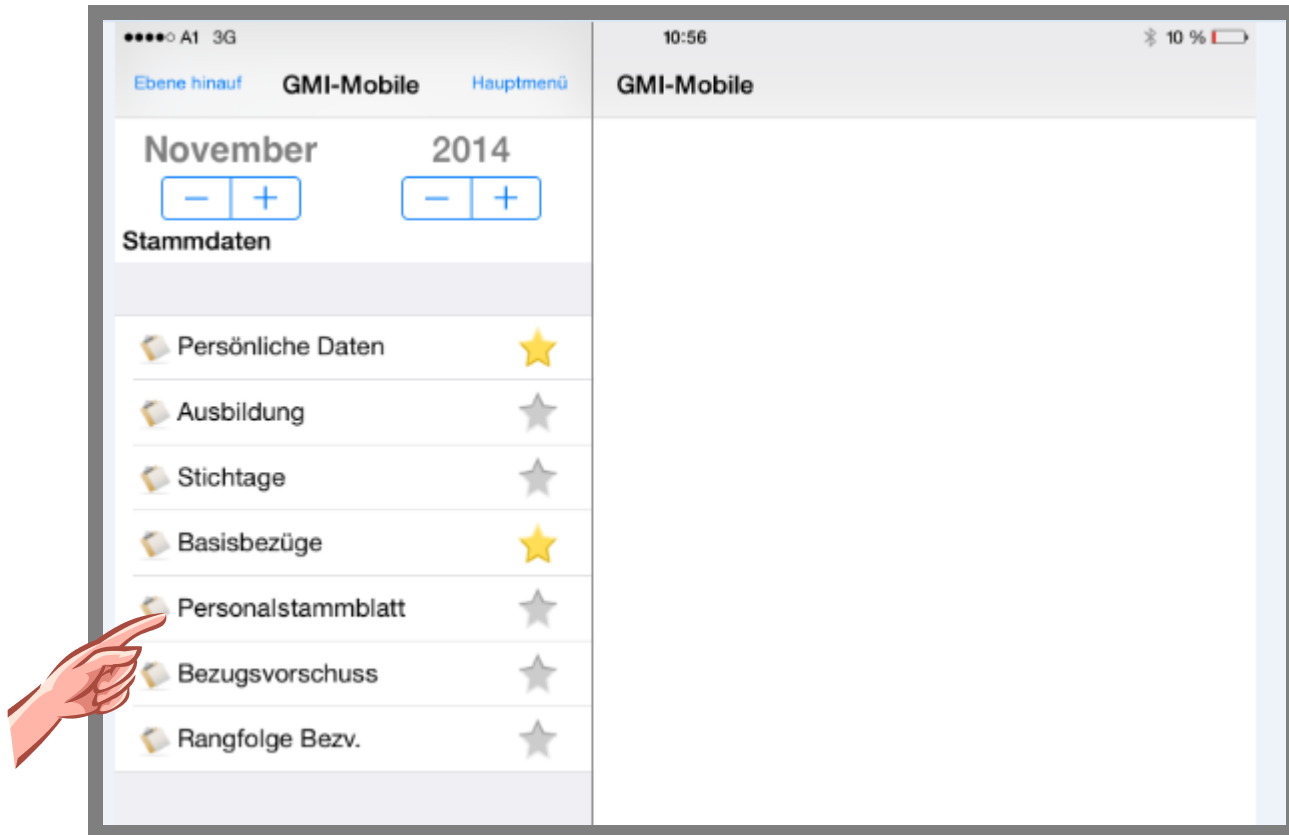 A1 3G 10:56 10 %
Ebene hinauf GMI-Mobile Hauptmenü GMI-Mobile
November 2014
− + − +
Stammdaten
Persönliche Daten
Ausbildung
Stichtage
Basisbezüge
Personalstammblatt
Bezugsvorschuss
Rangfolge Bezv.